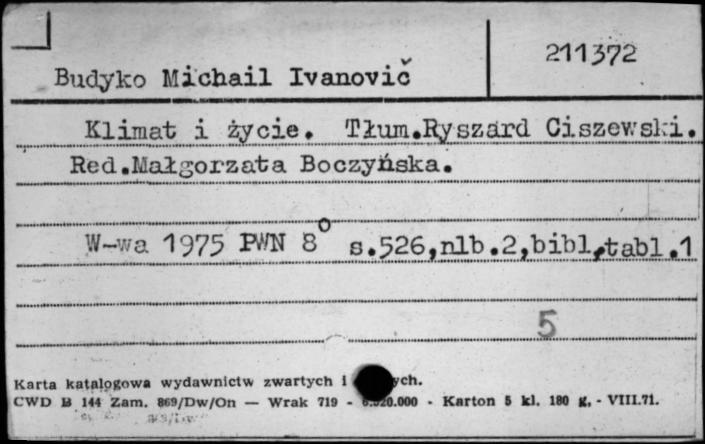 211372
Budyko Michail Ivanovič
Klimat i życie. Tłum.Ryszard Ciszewski.
Red.Małgorzata Boczyńska.
W-wa 1975 PWN 8° s.526,nlb.2,bibl,tabl.1
5
Karta katalogowa wydawnictw zwartych i
CWD B 144 Zam. 869/Dw/On — Wrak 719 - 000 - Karton 5 kl. 180 g. - VIII.71.